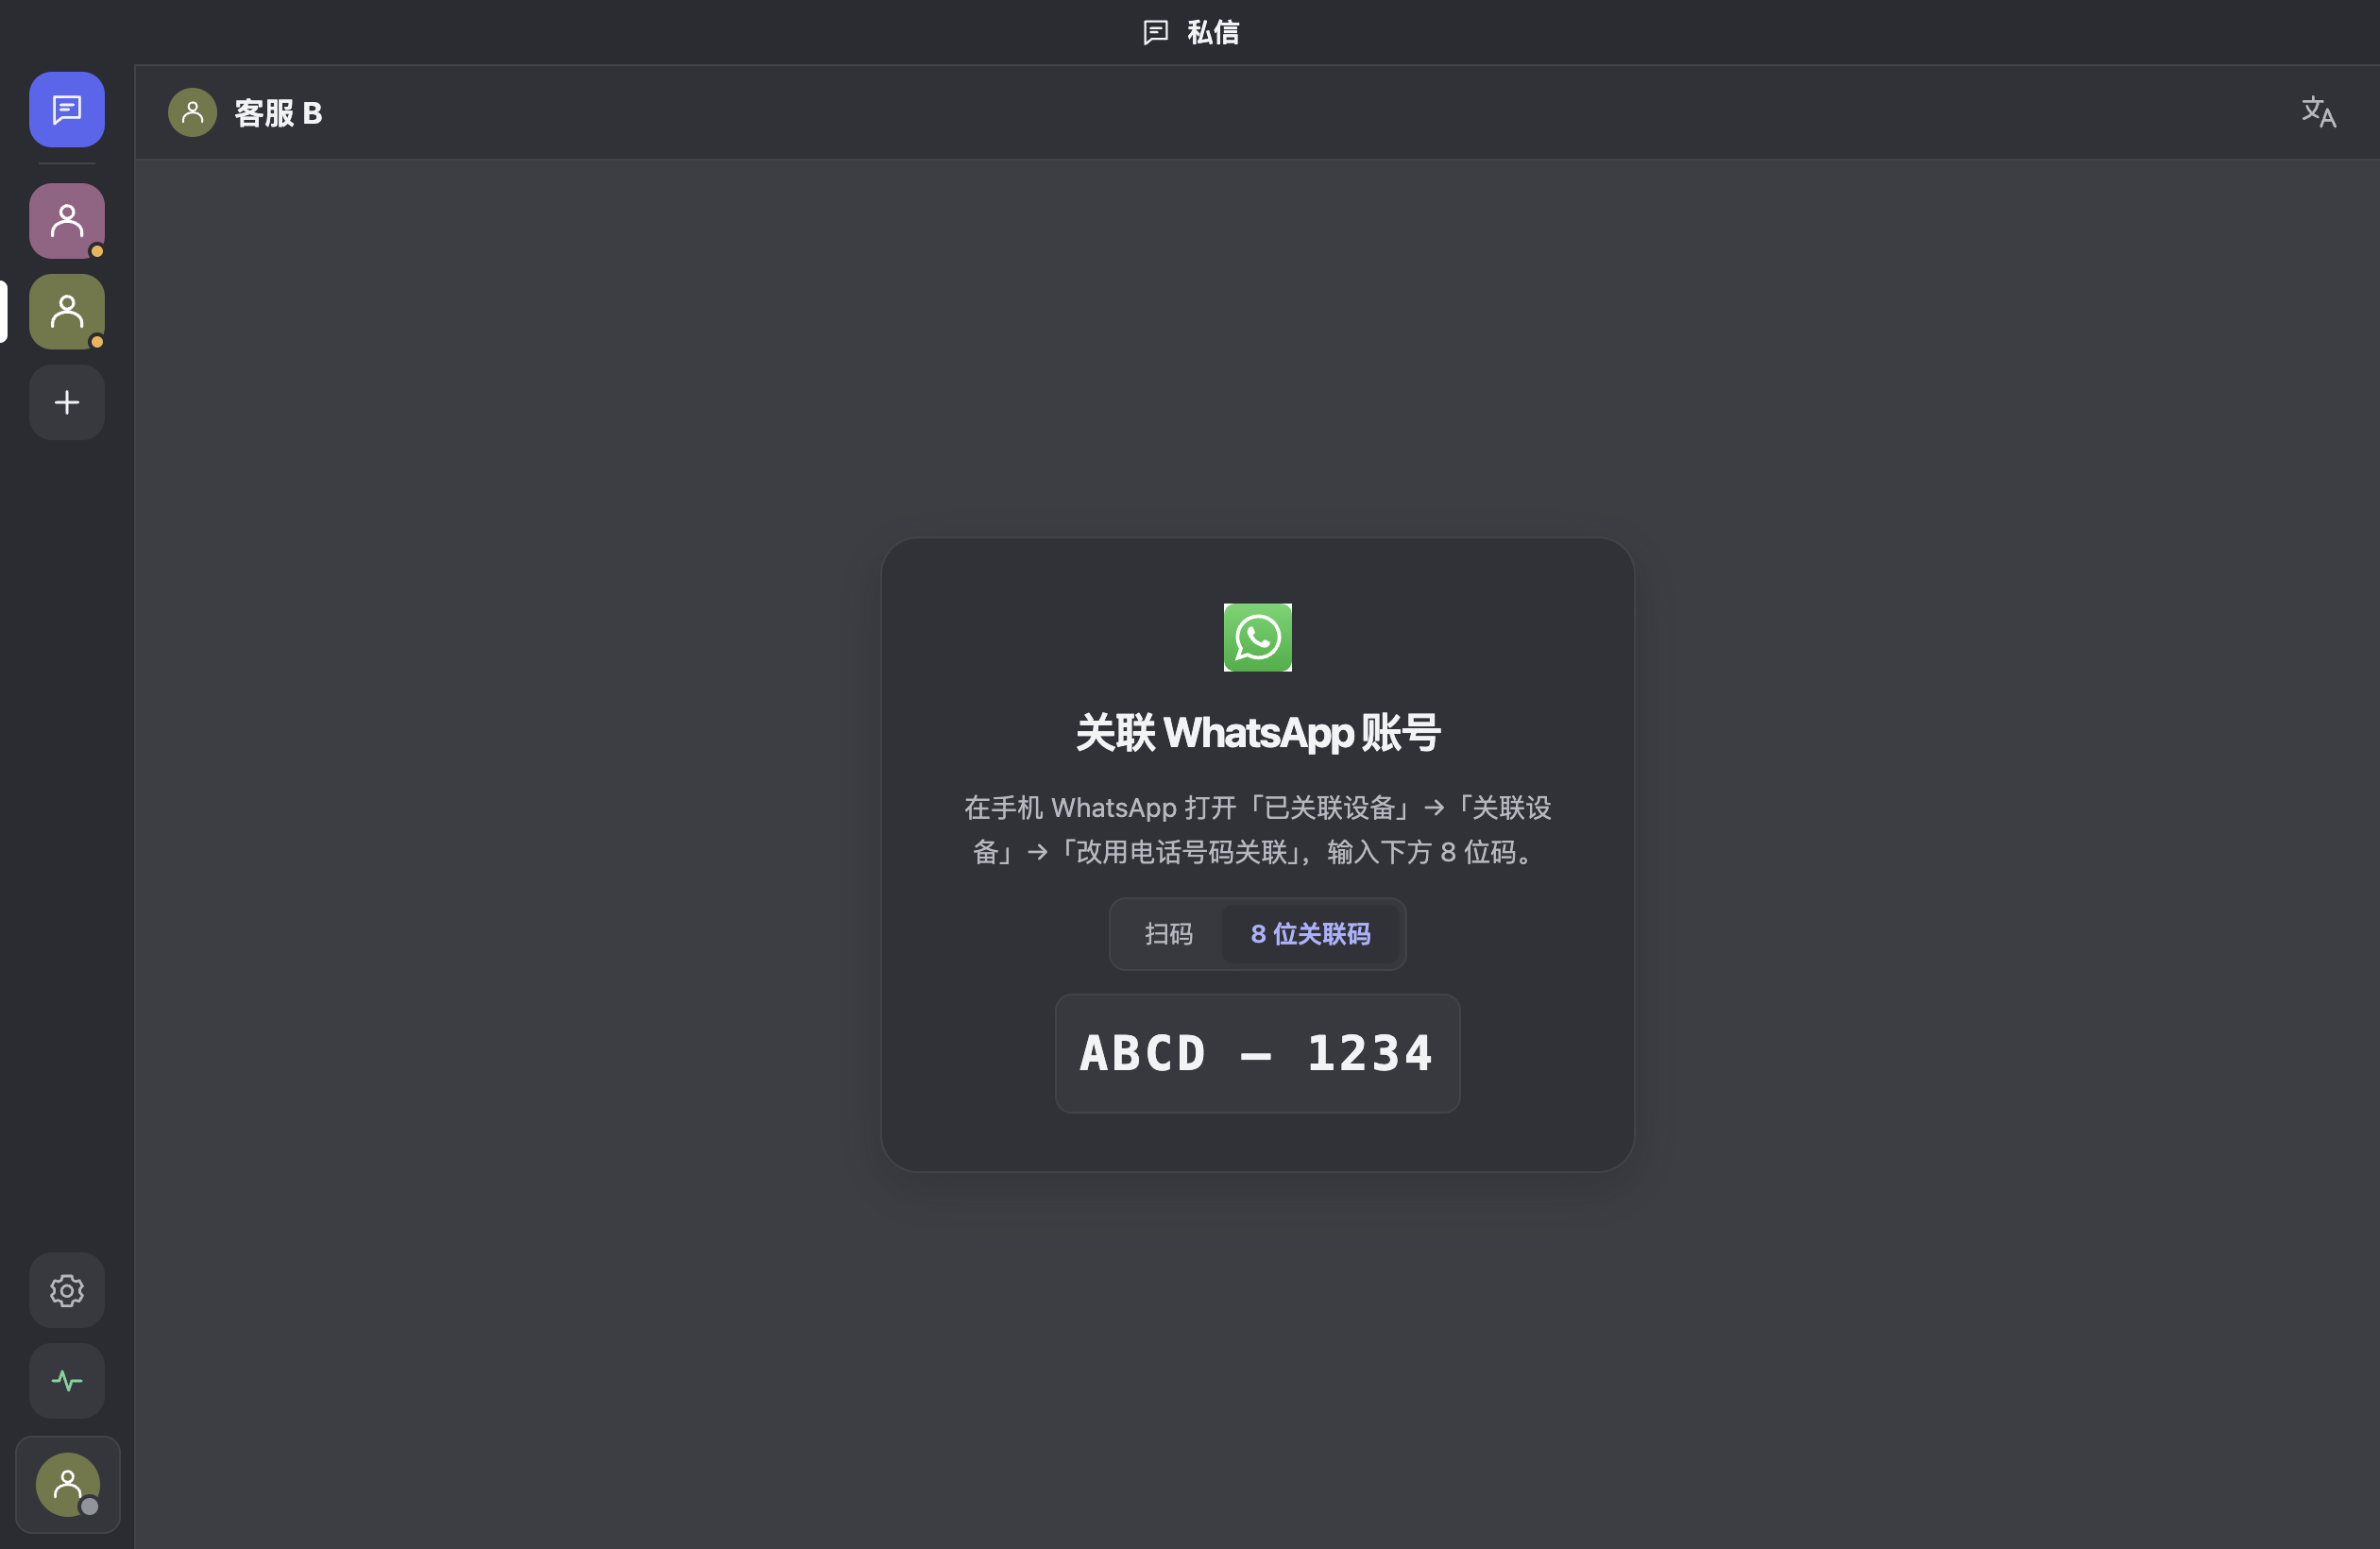 私信
客服 B
关联 WhatsApp 账号
在手机 WhatsApp 打开「已关联设备」→「关联设
备」→「改用电话号码关联」，输入下方 8 位码。
扫码
8 位关联码
ABCD – 1234